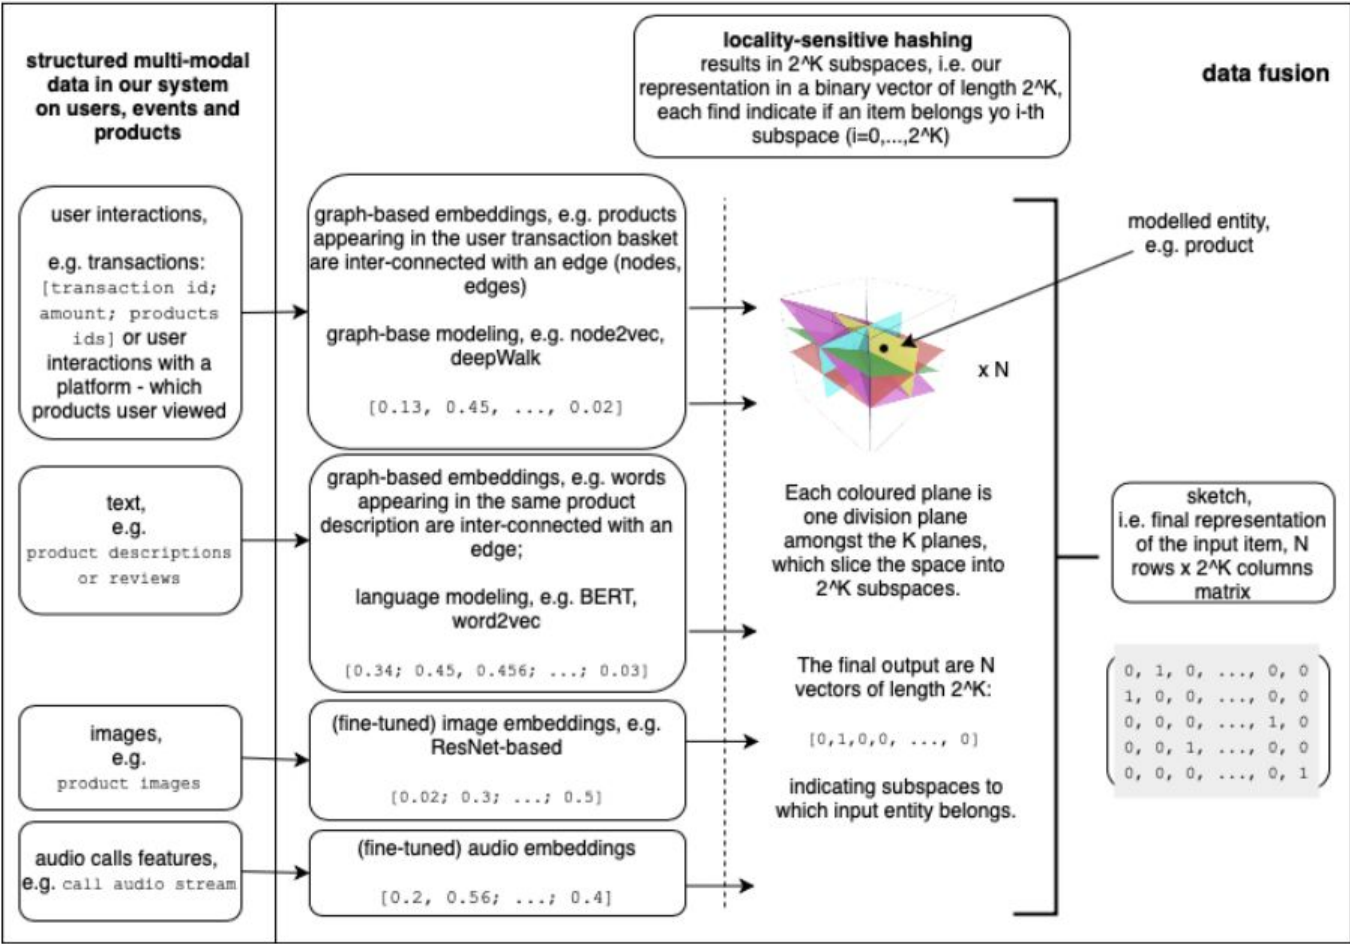 structured multi-modal
data in our system
on users, events and
products
locality-sensitive hashing
results in 2^K subspaces, i.e. our
representation in a binary vector of length 2^K,
each find indicate if an item belongs yo i-th
subspace (i=0,...,2^K)
data fusion
user interactions,
e.g. transactions:
[transaction id;
amount; products
ids] or user
interactions with a
platform - which
products user viewed
graph-based embeddings, e.g. products
appearing in the user transaction basket
are inter-connected with an edge (nodes,
edges)
graph-base modeling, e.g. node2vec,
deepWalk
[0.13, 0.45, ..., 0.02]
modelled entity,
e.g. product
x N
text,
e.g.
product descriptions
or reviews
graph-based embeddings, e.g. words
appearing in the same product
description are inter-connected with an
edge;
language modeling, e.g. BERT,
word2vec
[0.34; 0.45, 0.456; ...; 0.03]
Each coloured plane is
one division plane
amongst the K planes,
which slice the space into
2^K subspaces.
The final output are N
vectors of length 2^K:
[0,1,0,0, ..., 0]
indicating subspaces to
which input entity belongs.
sketch,
i.e. final representation
of the input item, N
rows x 2^K columns
matrix
0, 1, 0, ..., 0, 0
1, 0, 0, ..., 0, 0
0, 0, 0, ..., 1, 0
0, 0, 1, ..., 0, 0
0, 0, 0, ..., 0, 1
images,
e.g.
product images
(fine-tuned) image embeddings, e.g.
ResNet-based
[0.02; 0.3; ...; 0.5]
audio calls features,
e.g. call audio stream
(fine-tuned) audio embeddings
[0.2, 0.56; ...; 0.4]